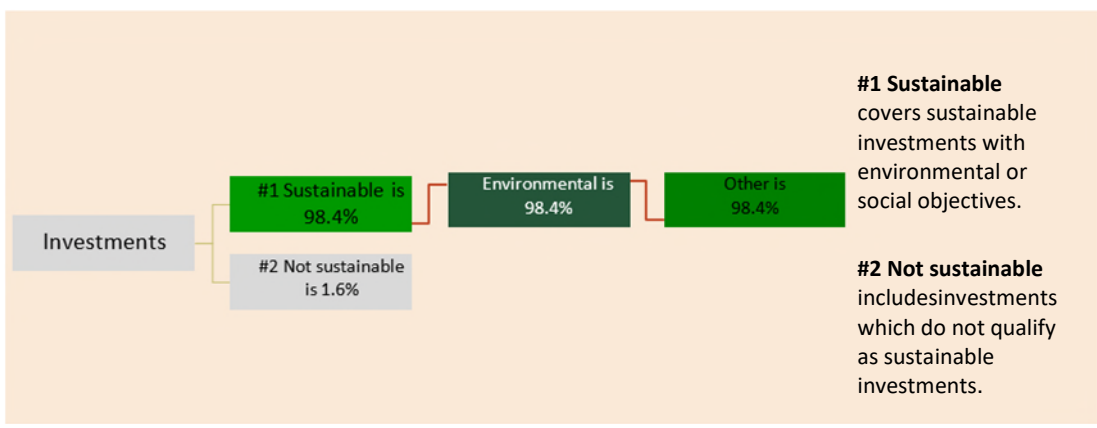 Investments
#1 Sustainable is
98.4%
#2 Not sustainable
is 1.6%
Environmental is
98.4%
Other is
98.4%
#1 Sustainable
covers sustainable
investments with
environmental or
social objectives.
#2 Not sustainable
includesinvestments
which do not qualify
as sustainable
investments.